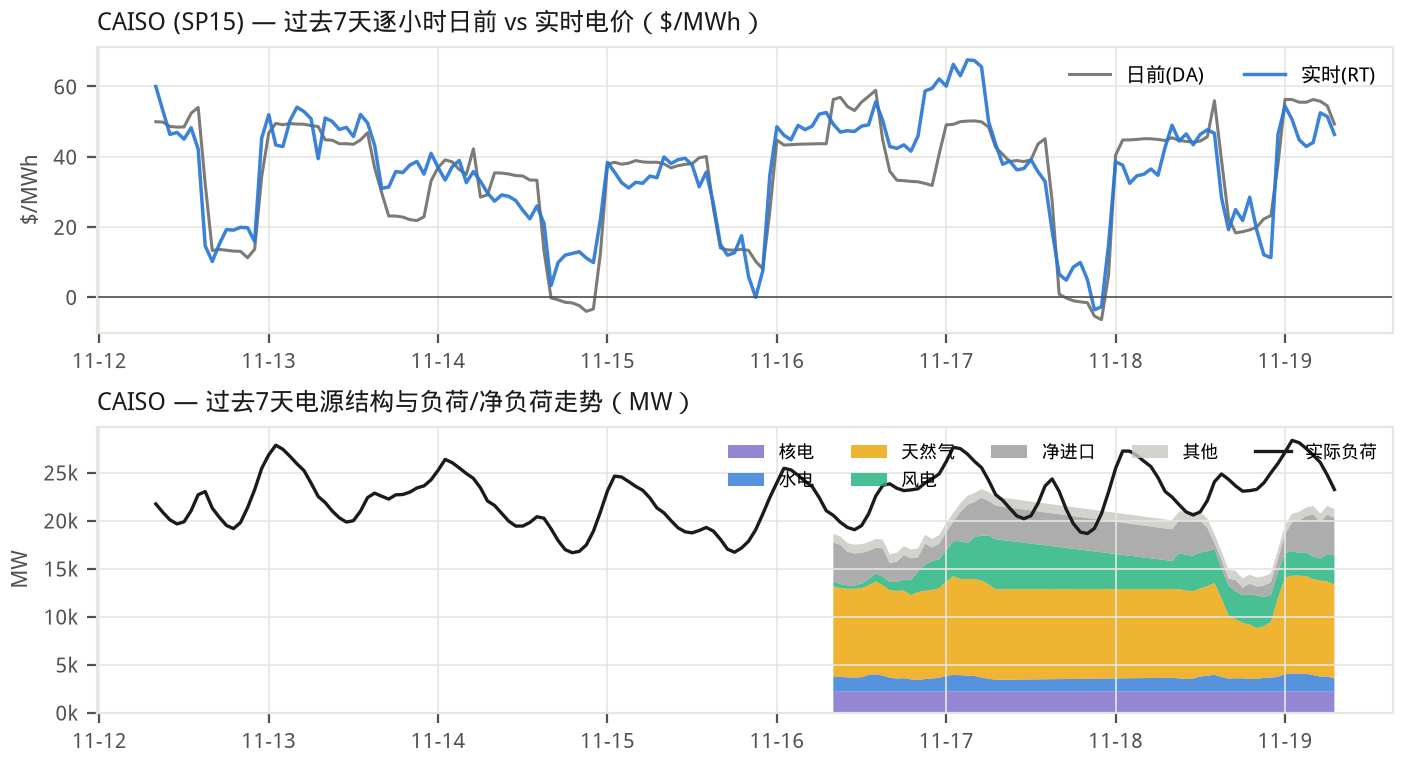 CAISO (SP15) — 过去7天逐小时日前 vs 实时电价（$/MWh）
日前(DA) 实时(RT)
60
40
20
0
$/MWh
11-12 11-13 11-14 11-15 11-16 11-17 11-18 11-19
CAISO — 过去7天电源结构与负荷/净负荷走势（MW）
核电 天然气 净进口 其他 实际负荷
水电 风电
25k
20k
15k
10k
5k
0k
MW
11-12 11-13 11-14 11-15 11-16 11-17 11-18 11-19